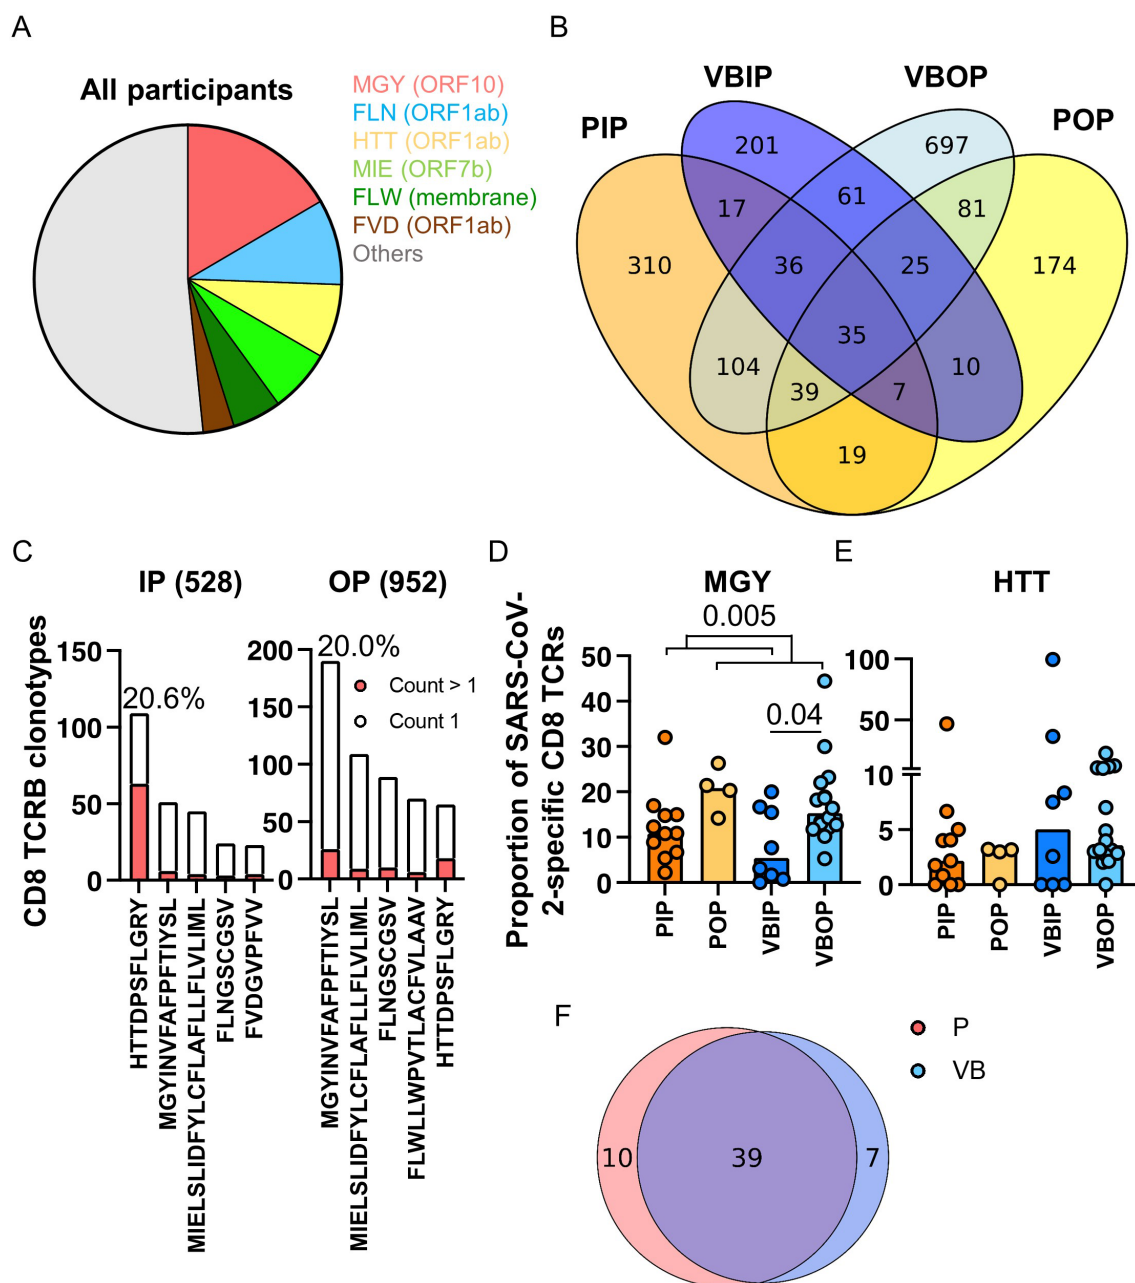 A
All participants
MGY (ORF10)
FLN (ORF1ab)
HTT (ORF1ab)
MIE (ORF7b)
FLW (membrane)
FVD (ORF1ab)
Others
B
PIP
VBIP
VBOP
POP
201
697
17
61
81
310
36
25
174
35
104
39
7
10
19
C
IP (528)
CD8 TCRB clonotypes
150
100
50
0
20.6%
HTTDPSFLGRY
MGYINVFAPFTIYSL
MIELSLIDFYLCFLAFLLFLVLIML
FLNGSCGSV
FVDGVPFVV
OP (952)
200
150
100
50
0
20.0%
Count > 1
Count 1
MGYINVFAPFTIYSL
MIELSLIDFYLCFLAFLLFLVLIML
FLNGSCGSV
FLWLLWPVTLACFVLAAV
HTTDPSFLGRY
D
MGY
Proportion of SARS-CoV-
2-specific CD8 TCRs
50
40
30
20
10
0
0.005
0.04
PIP
POP
VBIP
VBOP
E
HTT
100
50
10
5
0
PIP
POP
VBIP
VBOP
F
P
VB
10
39
7